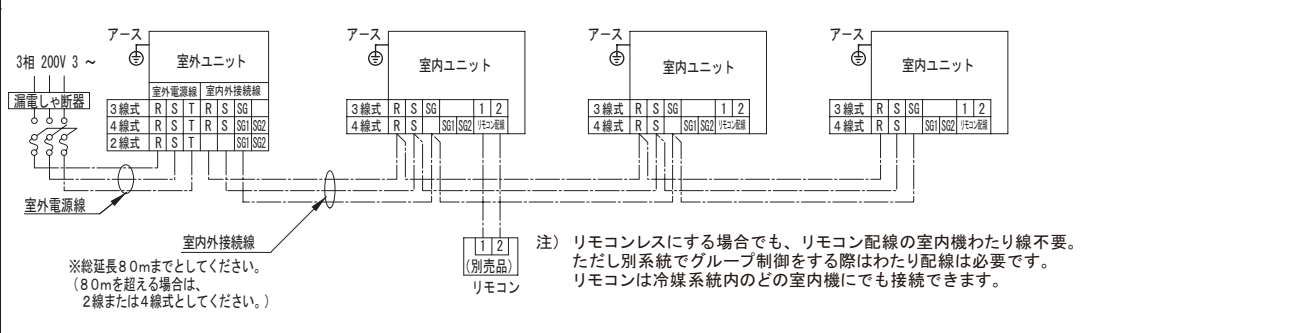 アース
3相 200V 3 ~
漏電しゃ断器
室外ユニット
室外電源線 室内外接続線
3線式 R S T R S SG
4線式 R S T R S SG1 SG2
2線式 R S T SG1 SG2
室外電源線
室内外接続線
※総延長80mまでとしてください。
(80mを超える場合は、
2線または4線式としてください。)
アース
室内ユニット
3線式 R S SG 1 2
4線式 R S SG1 SG2 リモコン配線
1 2
(別売品)
リモコン
アース
室内ユニット
3線式 R S SG 1 2
4線式 R S SG1 SG2 リモコン配線
アース
室内ユニット
3線式 R S SG 1 2
4線式 R S SG1 SG2 リモコン配線
注) リモコンレスにする場合でも、リモコン配線の室内機わたり線不要。
ただし別系統でグループ制御をする際はわたり配線は必要です。
リモコンは冷媒系統内のどの室内機にでも接続できます。